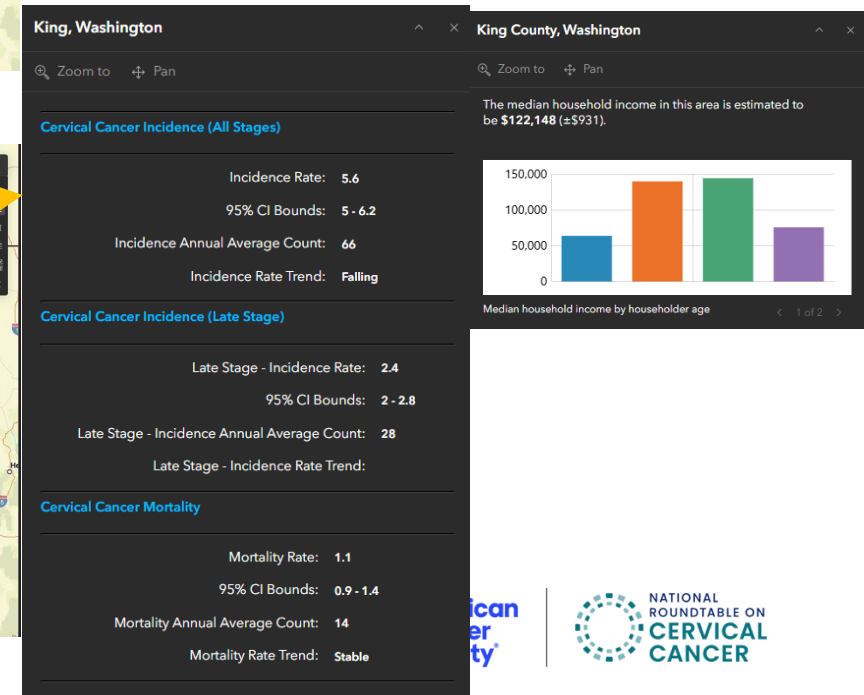 King, Washington
Zoom to Pan
Cervical Cancer Incidence (All Stages)
Incidence Rate: 5.6
95% CI Bounds: 5 - 6.2
Incidence Annual Average Count: 66
Incidence Rate Trend: Falling
Cervical Cancer Incidence (Late Stage)
Late Stage - Incidence Rate: 2.4
95% CI Bounds: 2 - 2.8
Late Stage - Incidence Annual Average Count: 28
Late Stage - Incidence Rate Trend:
Cervical Cancer Mortality
Mortality Rate: 1.1
95% CI Bounds: 0.9 - 1.4
Mortality Annual Average Count: 14
Mortality Rate Trend: Stable
King County, Washington
Zoom to Pan
The median household income in this area is estimated to
be $122,148 (±$931).
150,000
100,000
50,000
0
Median household income by householder age
1 of 2
ican
er
ty
NATIONAL
ROUNDTABLE ON
CERVICAL
CANCER